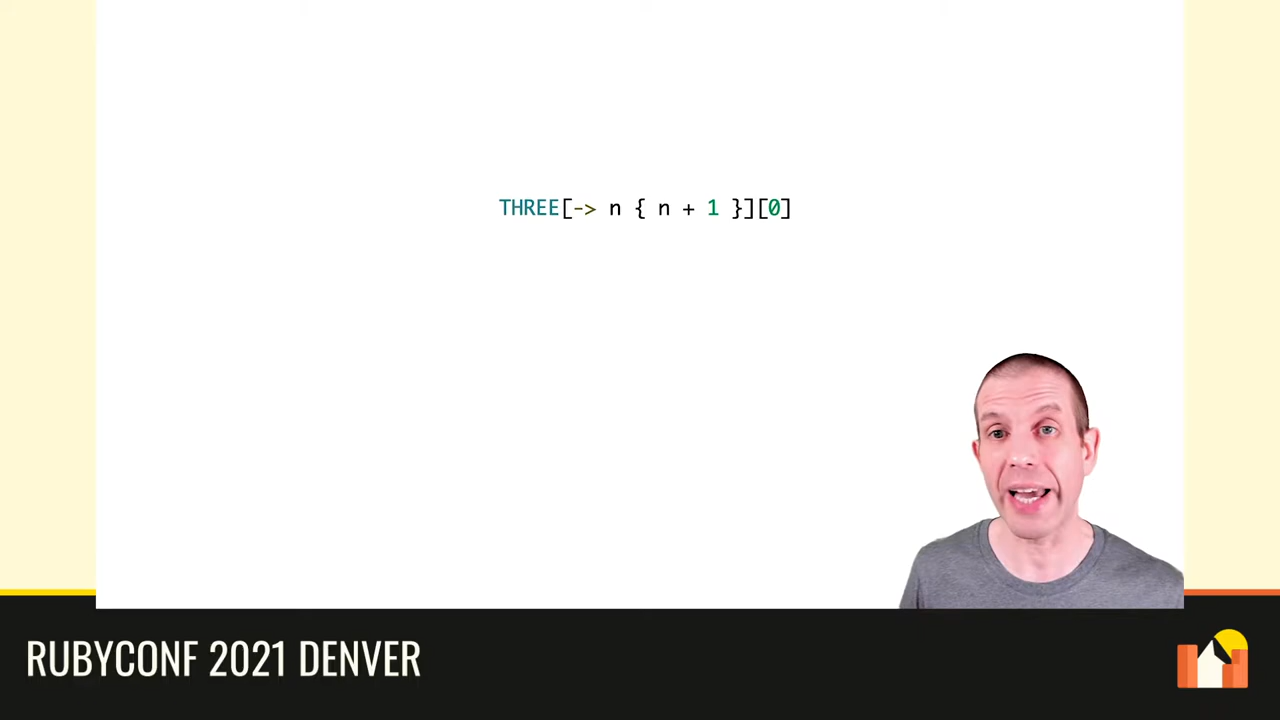 THREE[-> n { n + 1 }][0]
RUBYCONF 2021 DENVER